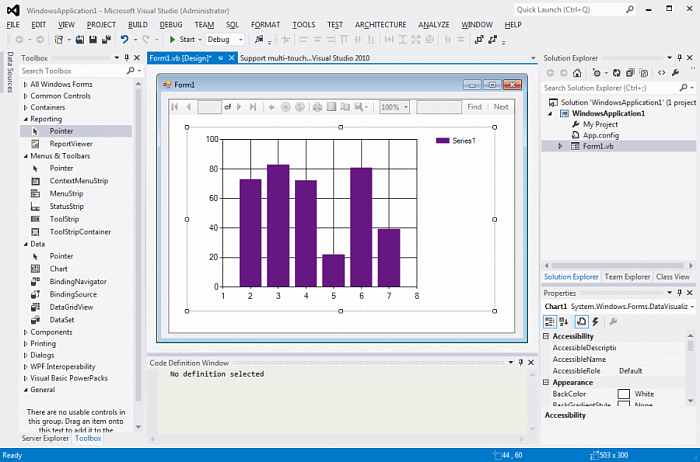 WindowsApplication1 - Microsoft Visual Studio (Administrator)
Quick Launch (Ctrl+Q)
FILE EDIT VIEW PROJECT BUILD DEBUG TEAM SQL FORMAT TOOLS TEST ARCHITECTURE ANALYZE WINDOW HELP
Start Debug
Data Sources
Toolbox
Search Toolbox
All Windows Forms
Common Controls
Containers
Reporting
Pointer
ReportViewer
Menus & Toolbars
Pointer
ContextMenuStrip
MenuStrip
StatusStrip
ToolStrip
ToolStripContainer
Data
Pointer
Chart
BindingNavigator
BindingSource
DataGridView
DataSet
Components
Printing
Dialogs
WPF Interoperability
Visual Basic PowerPacks
General
There are no usable controls in
this group. Drag an item onto
this text to add it to the
Server Explorer Toolbox
Form1.vb [Design]* Support multi-touch...Visual Studio 2010
Form1
of 100% Find | Next
100
80
60
40
20
0
1 2 3 4 5 6 7 8
Series1
Code Definition Window
No definition selected
Solution Explorer
Search Solution Explorer (Ctrl+;)
Solution 'WindowsApplication1' (1 project
WindowsApplication1
My Project
App.config
Form1.vb
Solution Explorer Team Explorer Class View
Properties
Chart1 System.Windows.Forms.DataVisualiz
Accessibility
AccessibleDescriptio
AccessibleName
AccessibleRole Default
Appearance
BackColor White
BackGradientStyle None
Accessibility
Ready 44 , 60 503 x 300